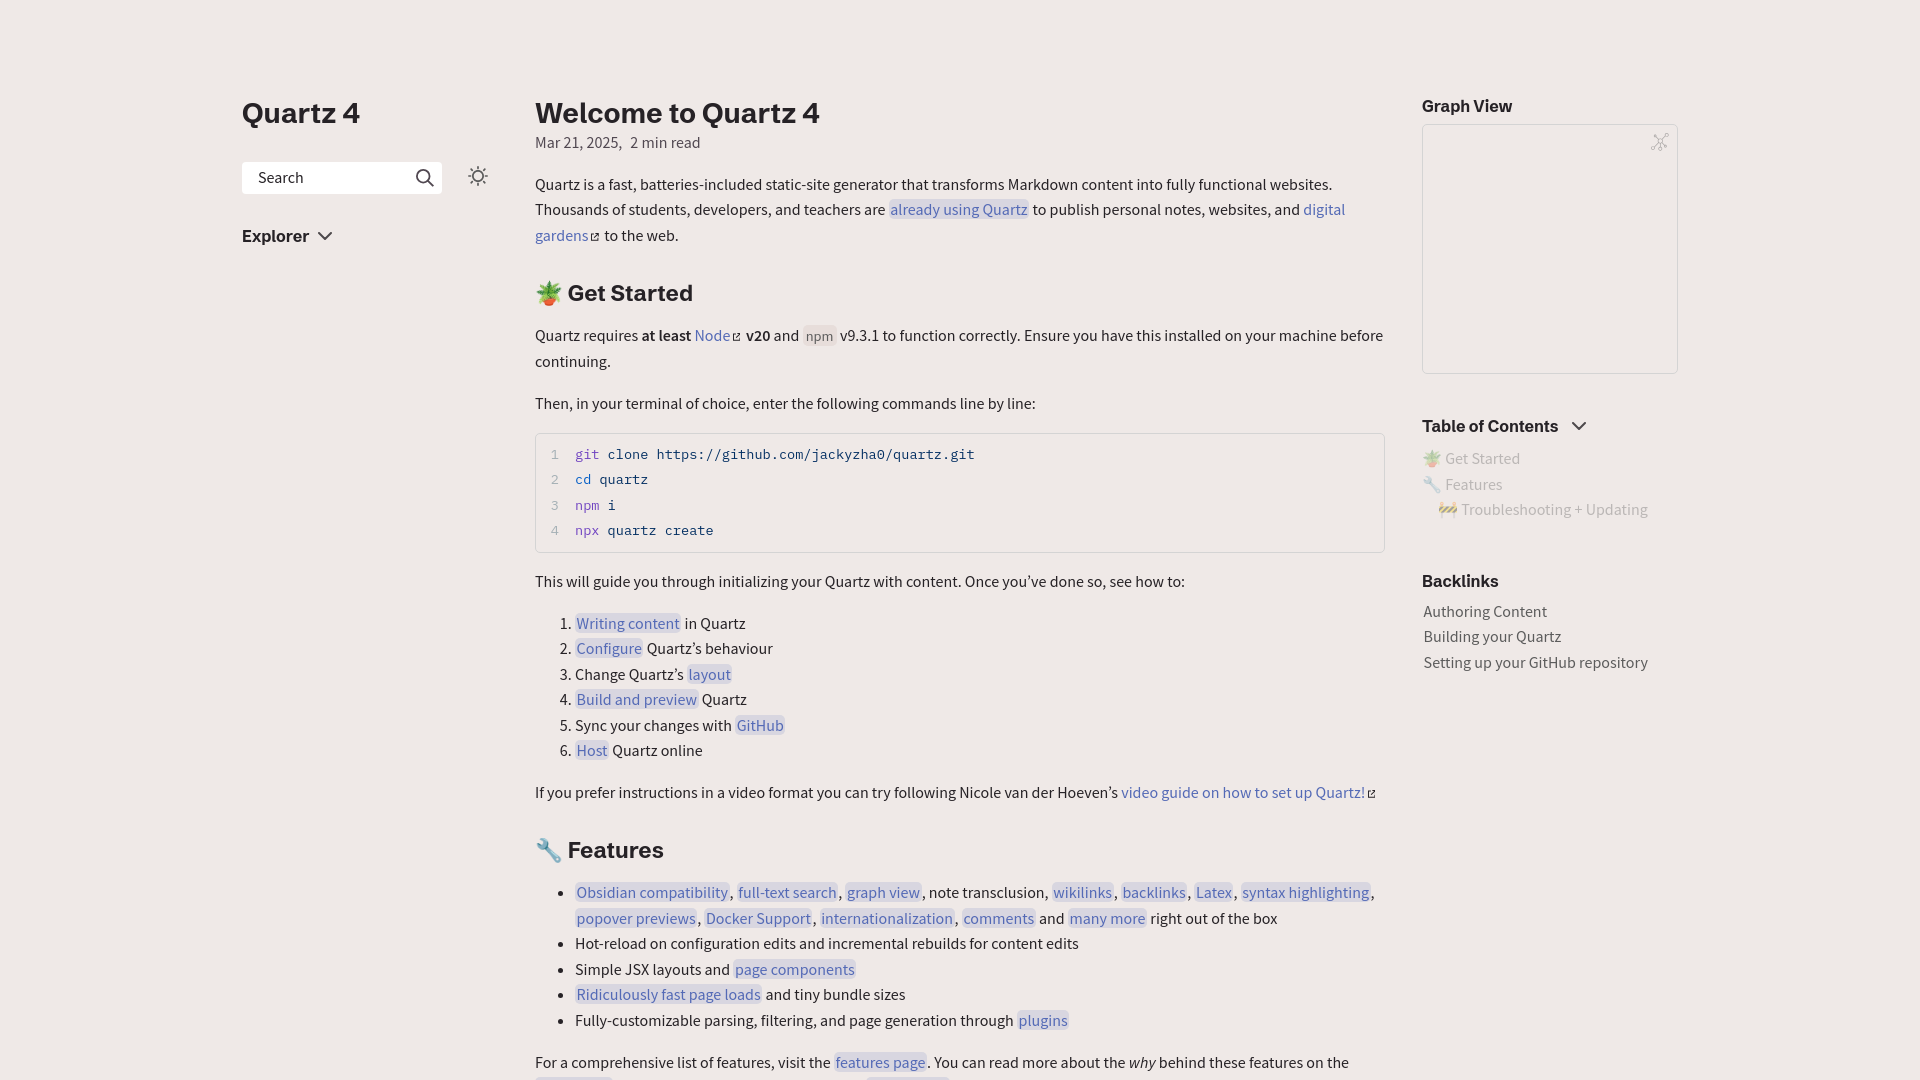 Quartz 4
Search
Explorer
Welcome to Quartz 4
Mar 21, 2025, 2 min read
Quartz is a fast, batteries-included static-site generator that transforms Markdown content into fully functional websites.
Thousands of students, developers, and teachers are already using Quartz to publish personal notes, websites, and digital
gardens to the web.
🪴 Get Started
Quartz requires at least Node v20 and npm v9.3.1 to function correctly. Ensure you have this installed on your machine before
continuing.
Then, in your terminal of choice, enter the following commands line by line:
1 git clone https://github.com/jackyzha0/quartz.git
2 cd quartz
3 npm i
4 npx quartz create
This will guide you through initializing your Quartz with content. Once you’ve done so, see how to:
1. Writing content in Quartz
2. Configure Quartz’s behaviour
3. Change Quartz’s layout
4. Build and preview Quartz
5. Sync your changes with GitHub
6. Host Quartz online
If you prefer instructions in a video format you can try following Nicole van der Hoeven’s video guide on how to set up Quartz!
🔧 Features
• Obsidian compatibility, full-text search, graph view, note transclusion, wikilinks, backlinks, Latex, syntax highlighting,
popover previews, Docker Support, internationalization, comments and many more right out of the box
• Hot-reload on configuration edits and incremental rebuilds for content edits
• Simple JSX layouts and page components
• Ridiculously fast page loads and tiny bundle sizes
• Fully-customizable parsing, filtering, and page generation through plugins
For a comprehensive list of features, visit the features page. You can read more about the why behind these features on the
Graph View
Table of Contents
🪴 Get Started
🔧 Features
🚧 Troubleshooting + Updating
Backlinks
Authoring Content
Building your Quartz
Setting up your GitHub repository